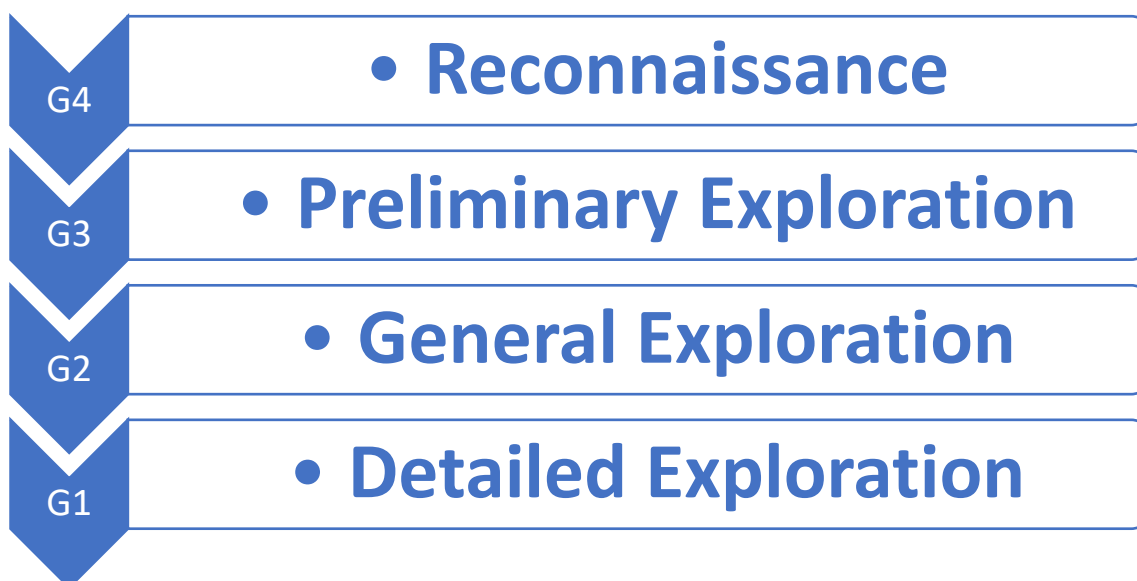 G4
• Reconnaissance
G3
• Preliminary Exploration
G2
• General Exploration
G1
• Detailed Exploration